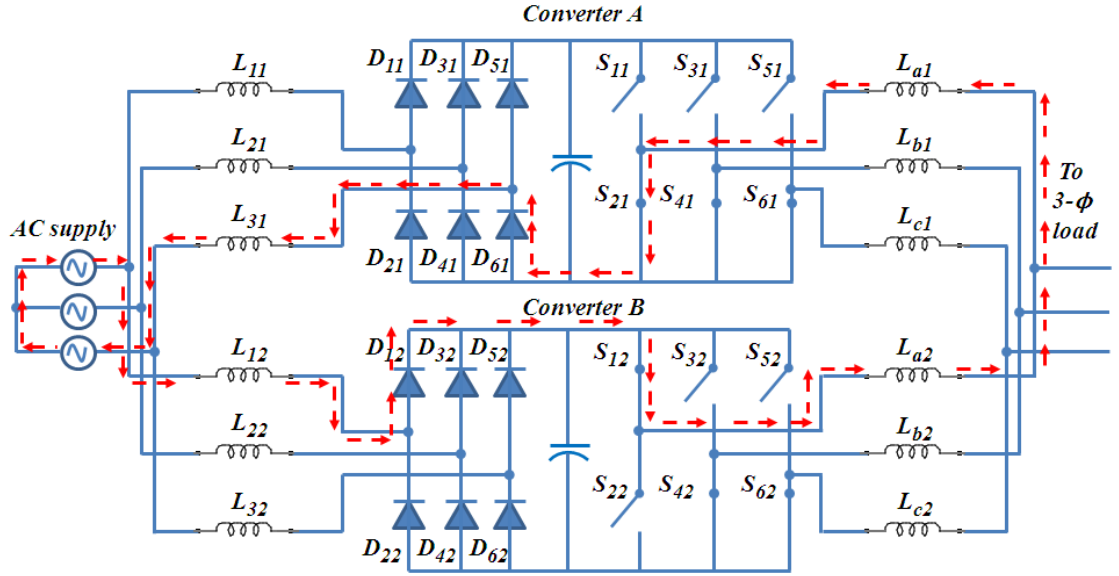 Converter A
L11
D11 D31 D51
S11 S31 S51
La1
L21
Lb1
To
3-ϕ
load
L31
S21 S41 S61
Lc1
AC supply
D21 D41 D61
Converter B
L12
D12 D32 D52
S12 S32 S52
La2
L22
Lb2
L32
S22 S42 S62
Lc2
D22 D42 D62